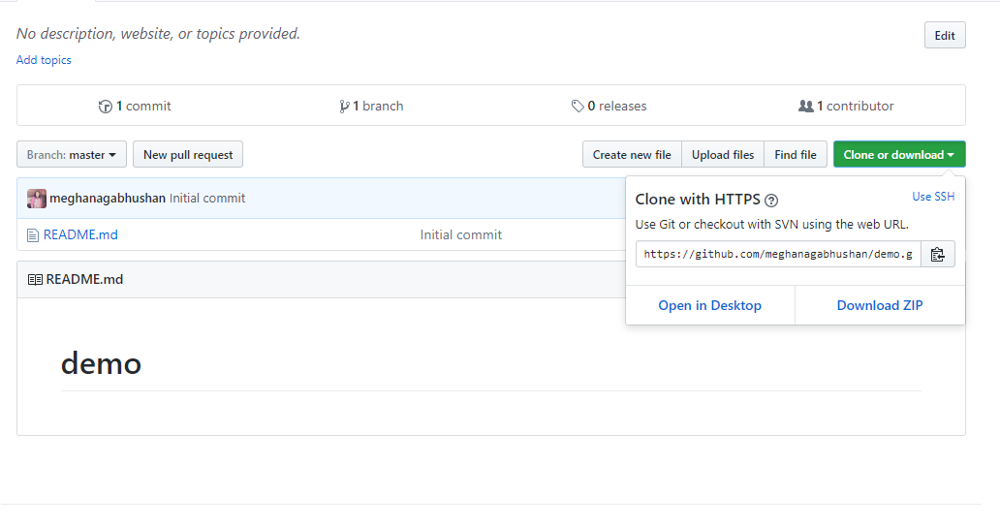 No description, website, or topics provided.
Edit
Add topics
1 commit
1 branch
0 releases
1 contributor
Branch: master
New pull request
Create new file
Upload files
Find file
Clone or download
meghanagabhushan Initial commit
Clone with HTTPS
Use SSH
Use Git or checkout with SVN using the web URL.
README.md
Initial commit
https://github.com/meghanagabhushan/demo.g
README.md
Open in Desktop
Download ZIP
demo